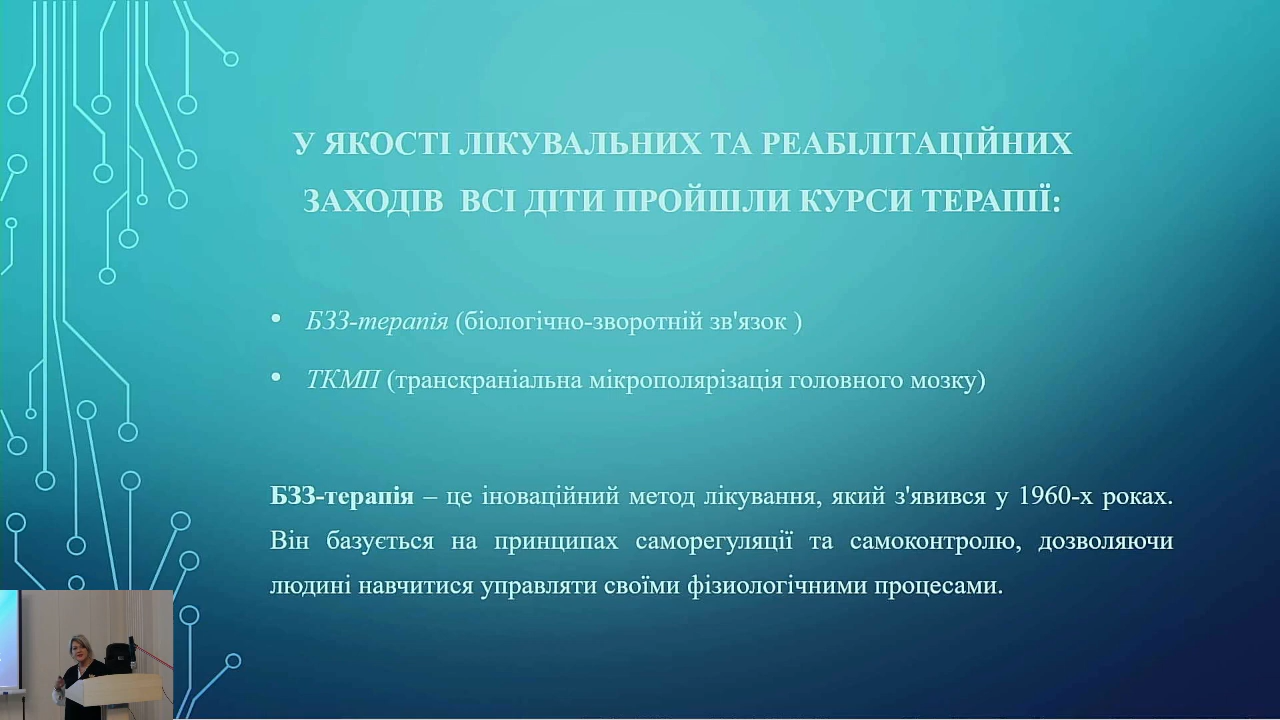 У ЯКОСТІ ЛІКУВАЛЬНИХ ТА РЕАБІЛІТАЦІЙНИХ
ЗАХОДІВ ВСІ ДІТИ ПРОЙШЛИ КУРСИ ТЕРАПІЇ:
• БЗЗ-терапія (біологічно-зворотній зв'язок )
• ТКМП (транскраніальна мікрополярізація головного мозку)
БЗЗ-терапія – це іноваційний метод лікування, який з'явився у 1960-х роках.
Він базується на принципах саморегуляції та самоконтролю, дозволяючи
людині навчитися управляти своїми фізиологічними процесами.